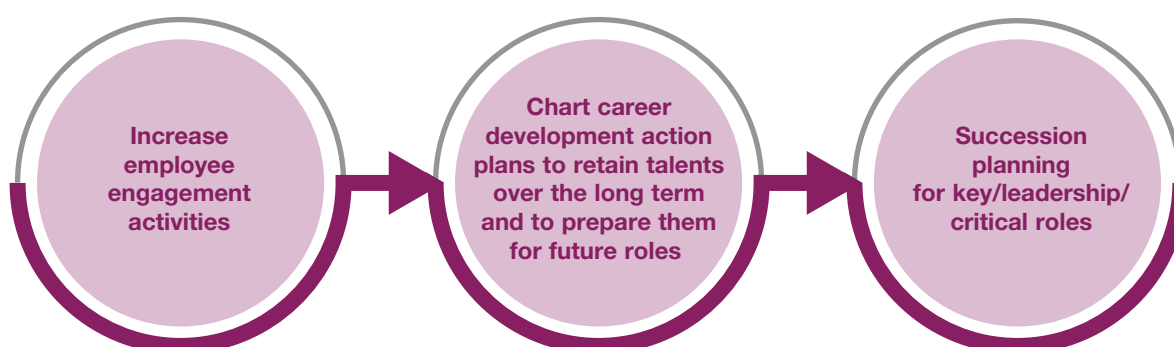 Increase
employee
engagement
activities
Chart career
development action
plans to retain talents
over the long term
and to prepare them
for future roles
Succession
planning
for key/leadership/
critical roles